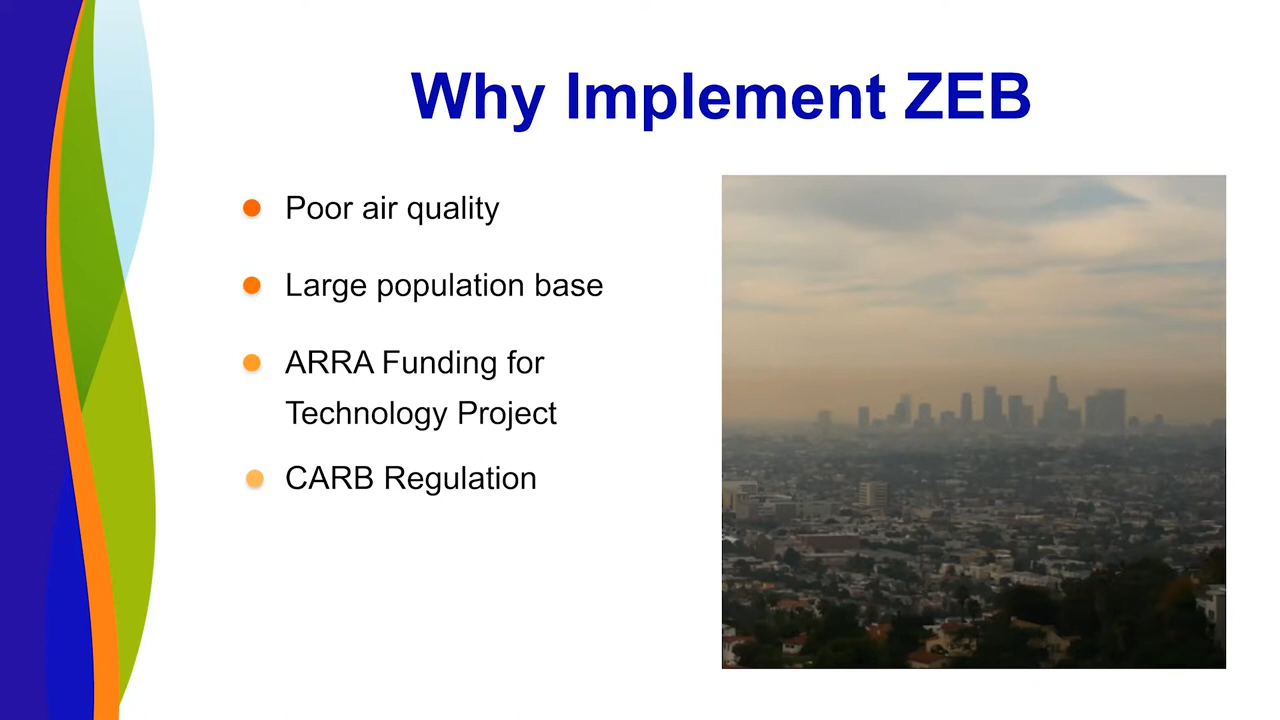 Why Implement ZEB
Poor air quality
Large population base
ARRA Funding for
Technology Project
CARB Regulation